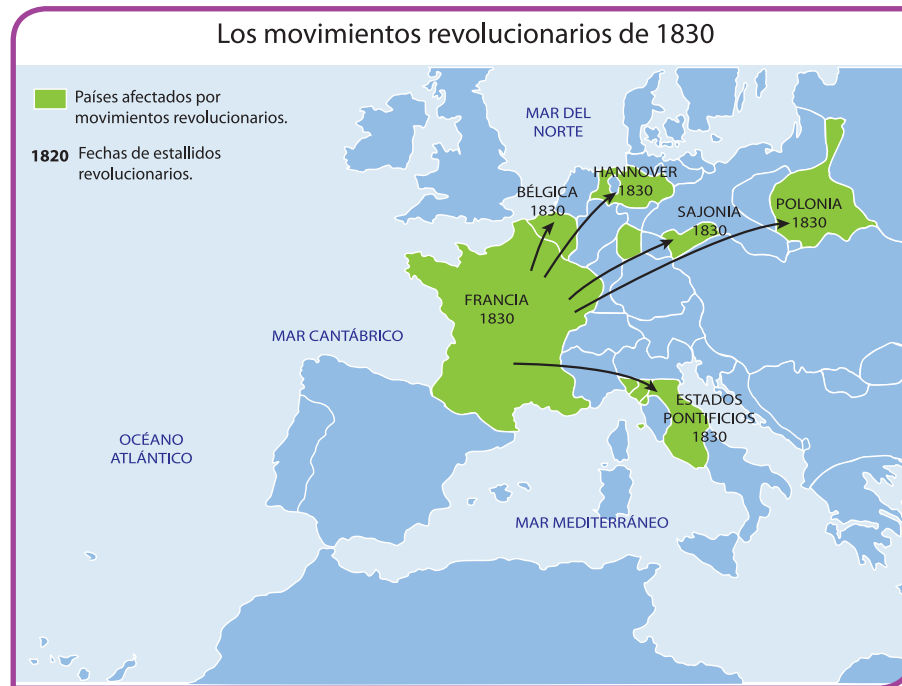 Los movimientos revolucionarios de 1830
Países afectados por
movimientos revolucionarios.
1820 Fechas de estallidos
revolucionarios.
MAR DEL
NORTE
HANNOVER
1830
BÉLGICA
1830
SAJONIA
1830
POLONIA
1830
FRANCIA
1830
MAR CANTÁBRICO
ESTADOS
PONTIFICIOS
1830
OCÉANO
ATLÁNTICO
MAR MEDITERRÁNEO